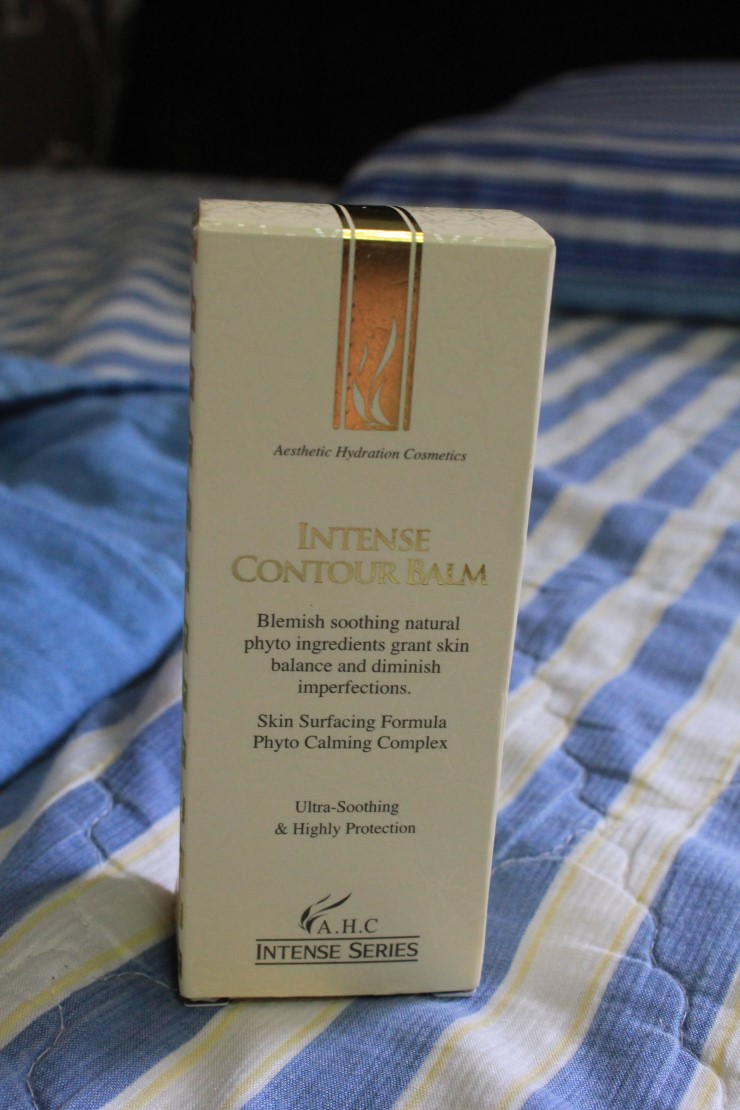 Aesthetic Hydration Cosmetics
INTENSE
CONTOUR BALM
Blemish soothing natural
phyto ingredients grant skin
balance and diminish
imperfections.
Skin Surfacing Formula
Phyto Calming Complex
Ultra-Soothing
& Highly Protection
A.H.C
INTENSE SERIES